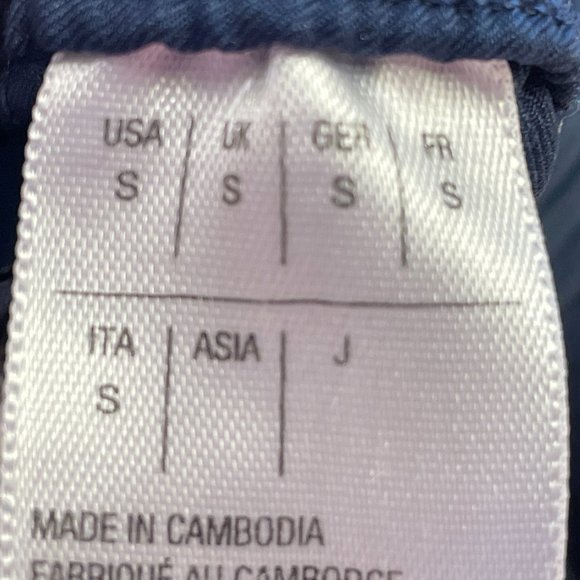 USA UK GER FR
S S S S
ITA ASIA J
S
MADE IN CAMBODIA
FABRIQUÉ AU CAMBODGE